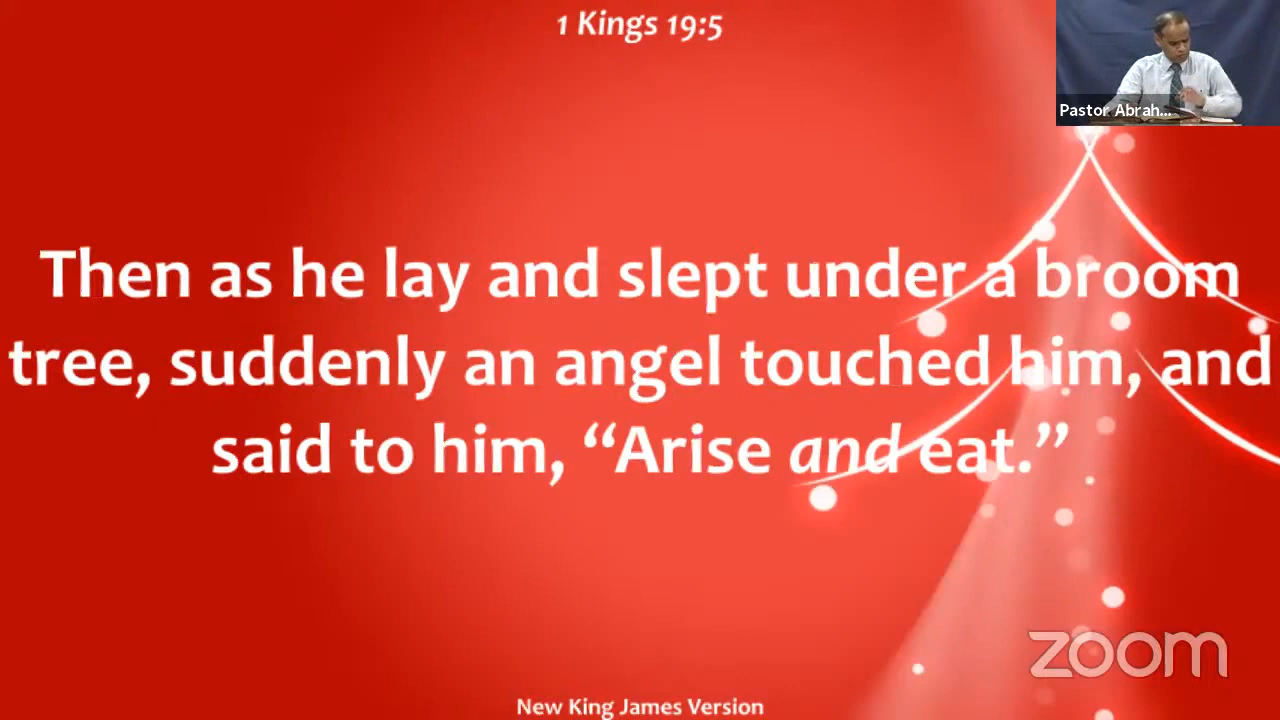 1 Kings 19:5
Pastor Abrah...
Then as he lay and slept under a broom
tree, suddenly an angel touched him, and
said to him, “Arise and eat.”
zoom
New King James Version